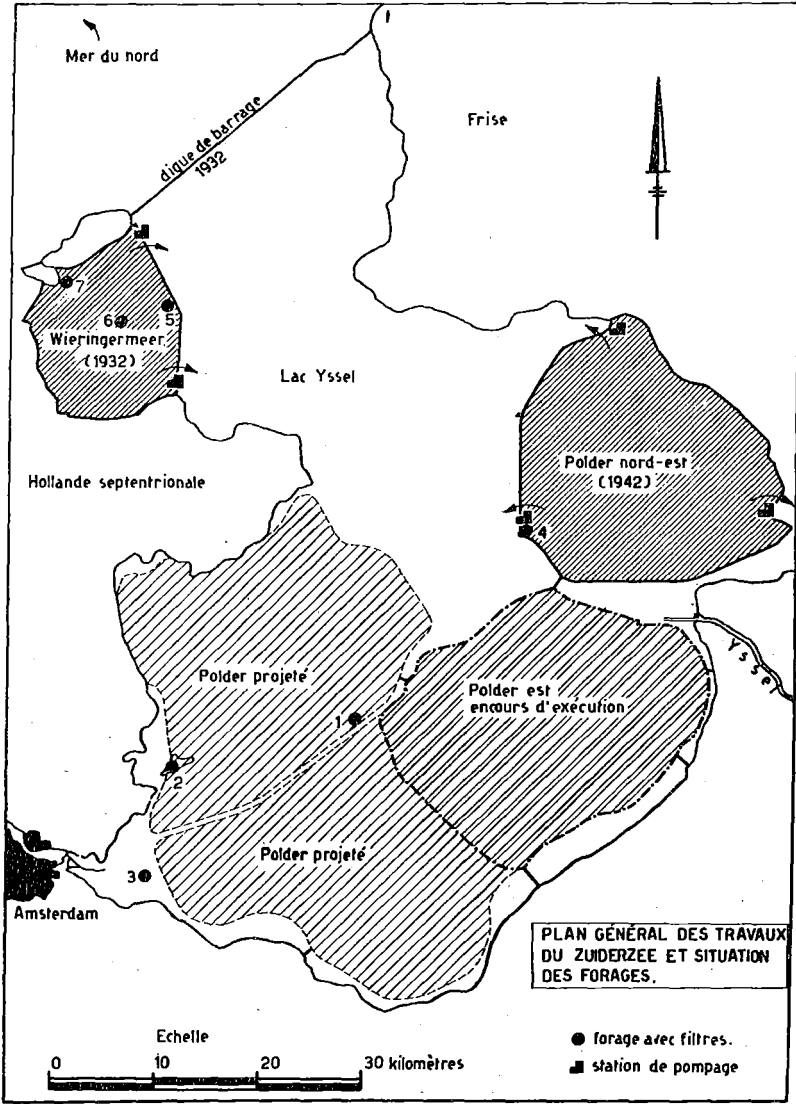 Mer du nord
Frise
digue de barrage
1932
7
6
5
Wieringermeer
(1932)
Lac Yssel
Hollande septentrionale
Polder nord-est
(1942)
4
Yssel
Polder projeté
Polder est
encours d'exécution
1
2
Polder projeté
3
Amsterdam
PLAN GÉNÉRAL DES TRAVAUX
DU ZUIDERZEE ET SITUATION
DES FORAGES.
Echelle
0 10 20 30 kilomètres
forage avec filtres.
station de pompage